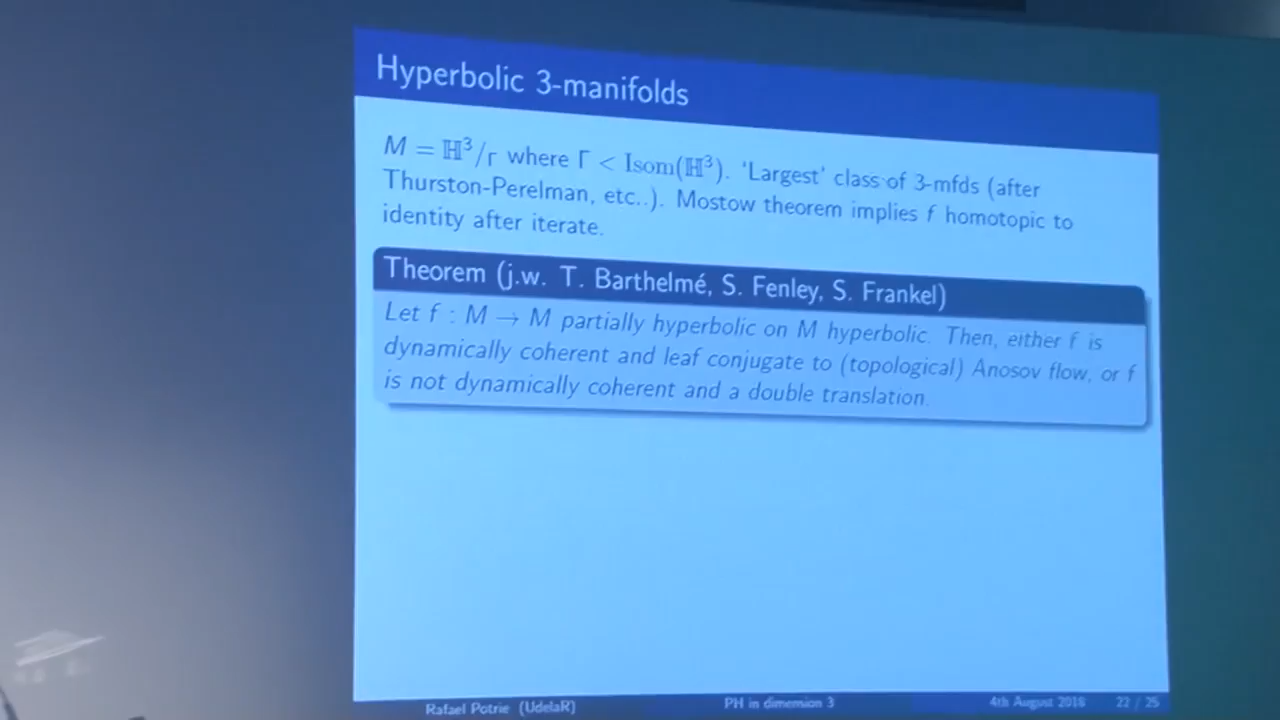 Hyperbolic 3-manifolds
M = ℍ³/Γ where Γ < Isom(ℍ³). 'Largest' class of 3-mfds (after
Thurston-Perelman, etc..). Mostow theorem implies f homotopic to
identity after iterate.
Theorem (j.w. T. Barthelmé, S. Fenley, S. Frankel)
Let f : M → M partially hyperbolic on M hyperbolic. Then, either f is
dynamically coherent and leaf conjugate to (topological) Anosov flow, or f
is not dynamically coherent and a double translation.
Rafael Potrie (UdelaR) PH in dimension 3 4th August 2018 22 / 25